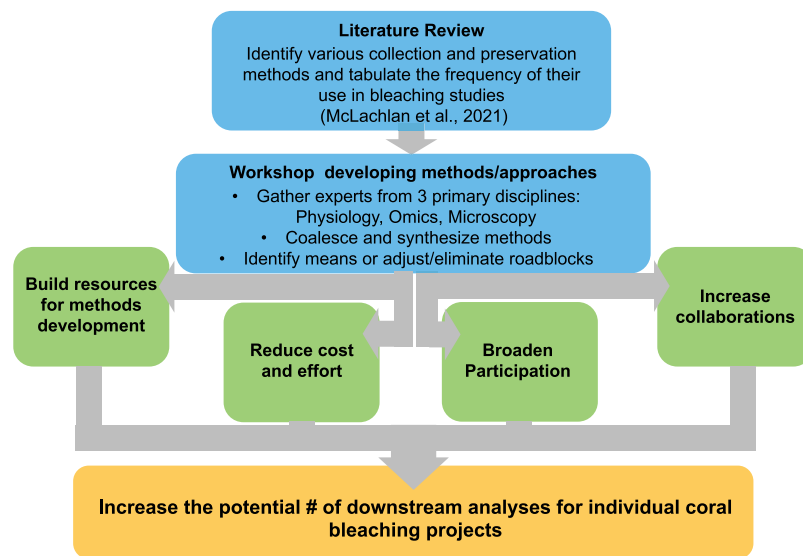 Literature Review
Identify various collection and preservation
methods and tabulate the frequency of their
use in bleaching studies
(McLachlan et al., 2021)
Workshop developing methods/approaches
• Gather experts from 3 primary disciplines:
Physiology, Omics, Microscopy
• Coalesce and synthesize methods
• Identify means or adjust/eliminate roadblocks
Build resources
for methods
development
Reduce cost
and effort
Broaden
Participation
Increase
collaborations
Increase the potential # of downstream analyses for individual coral
bleaching projects